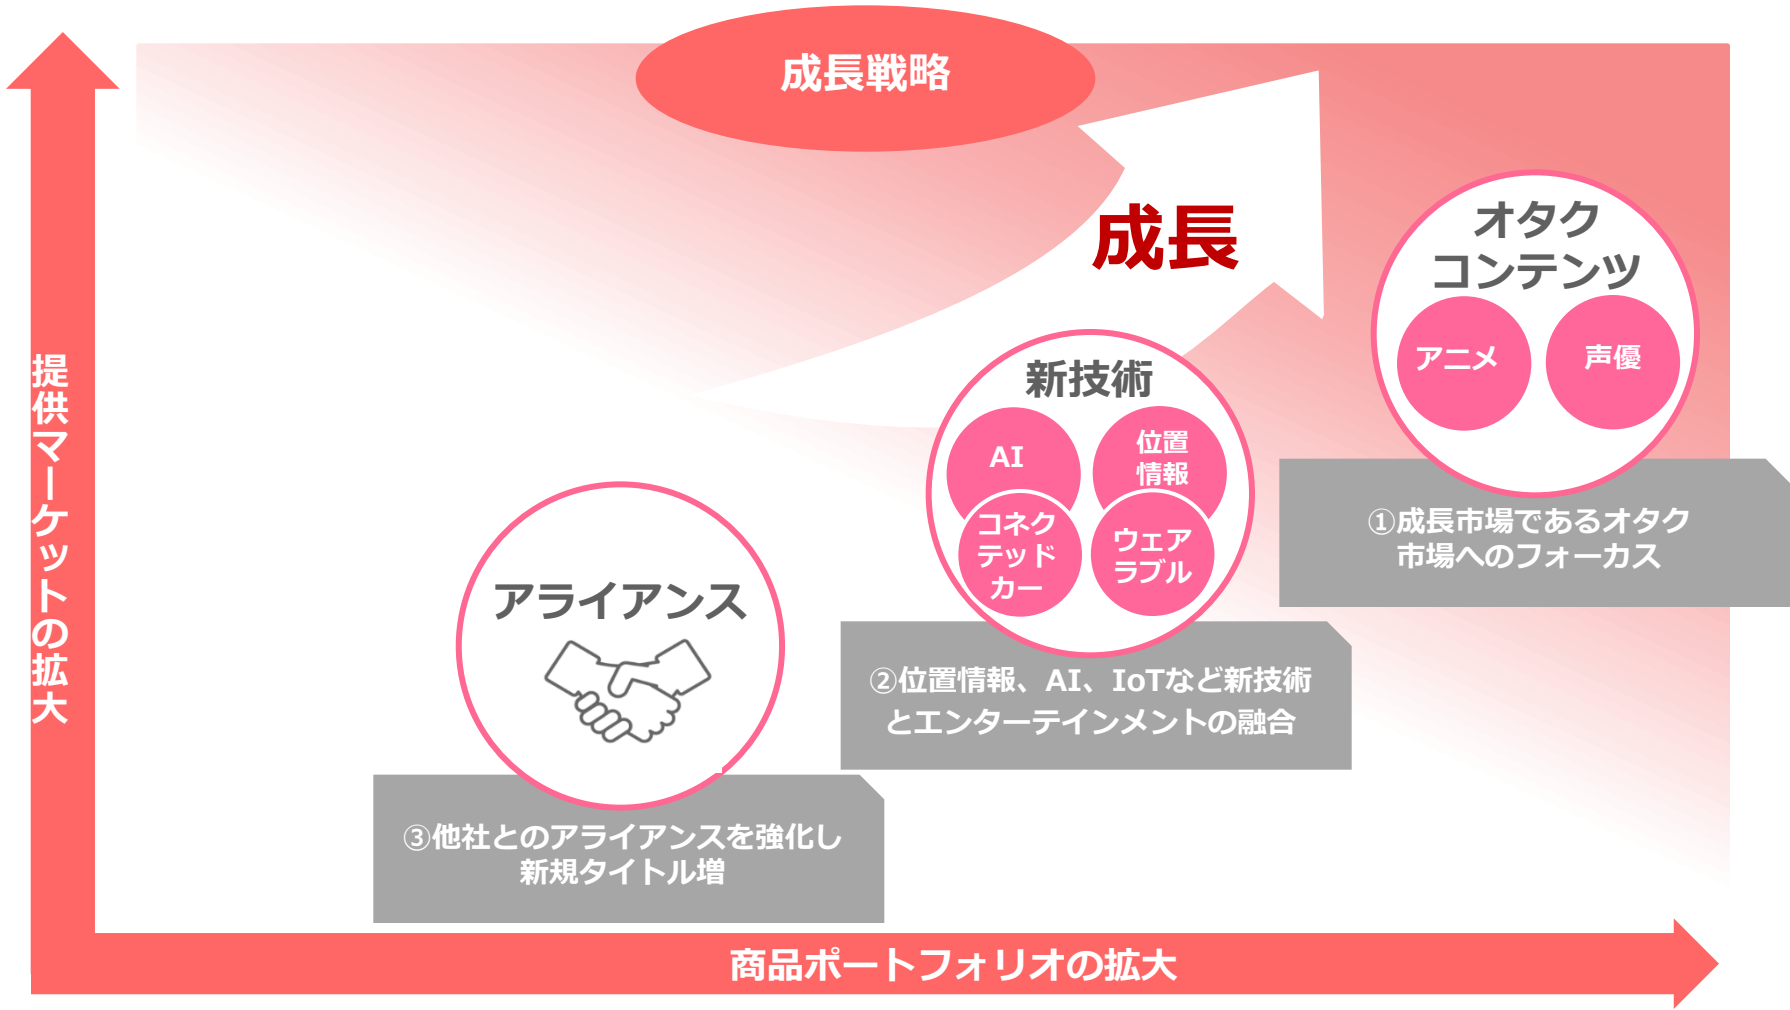 成長戦略
成長
オタク
コンテンツ
アニメ
声優
①成長市場であるオタク
市場へのフォーカス
新技術
AI
位置
情報
コネク
テッド
カー
ウェア
ラブル
②位置情報、AI、IoTなど新技術
とエンターテインメントの融合
アライアンス
③他社とのアライアンスを強化し
新規タイトル増
提供マーケットの拡大
商品ポートフォリオの拡大